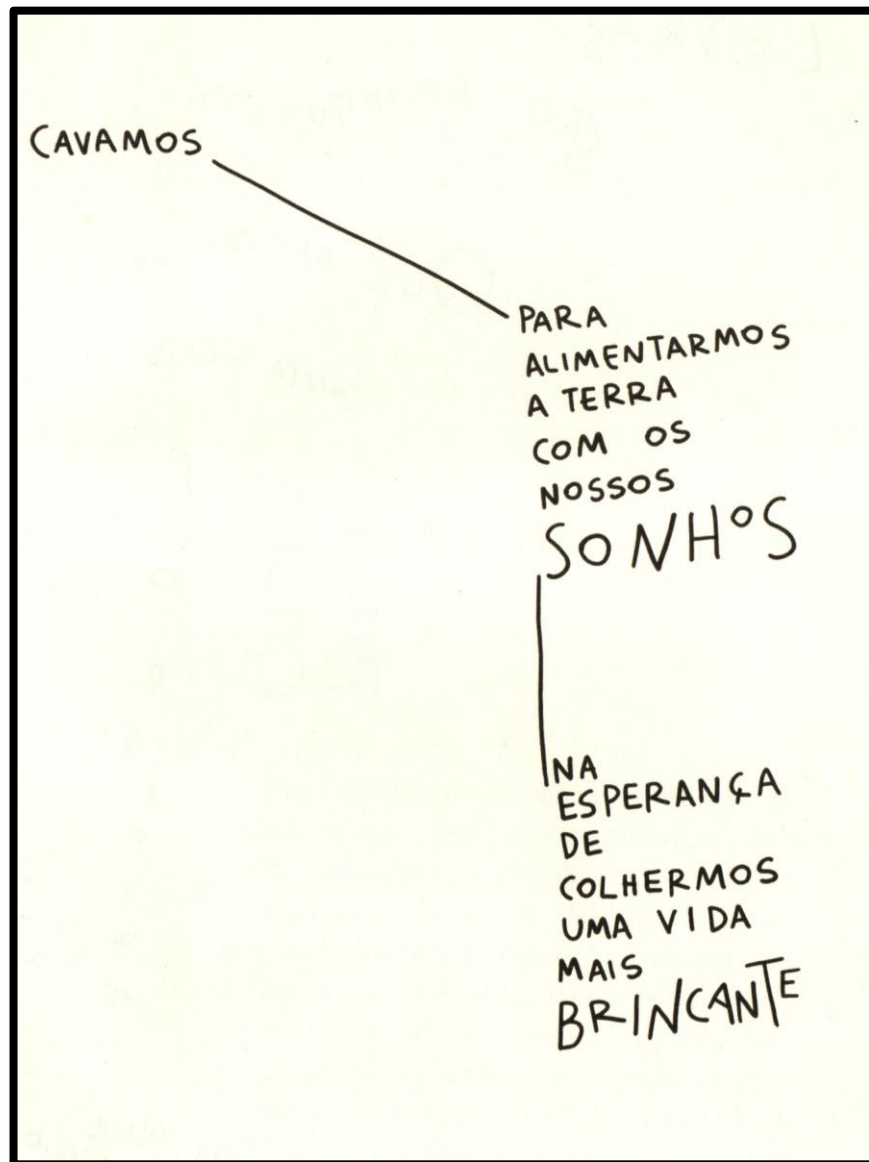 CAVAMOS
PARA
ALIMENTARMOS
A TERRA
COM OS
NOSSOS
SONHOS
NA
ESPERANÇA
DE
COLHERMOS
UMA VIDA
MAIS
BRINCANTE